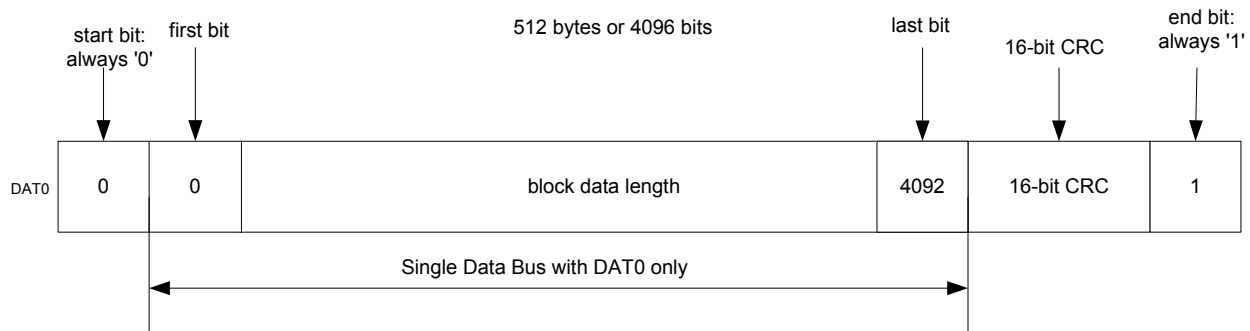 start bit:
always '0'
first bit
512 bytes or 4096 bits
last bit
16-bit CRC
end bit:
always '1'
DAT0
0
0
block data length
4092
16-bit CRC
1
Single Data Bus with DAT0 only